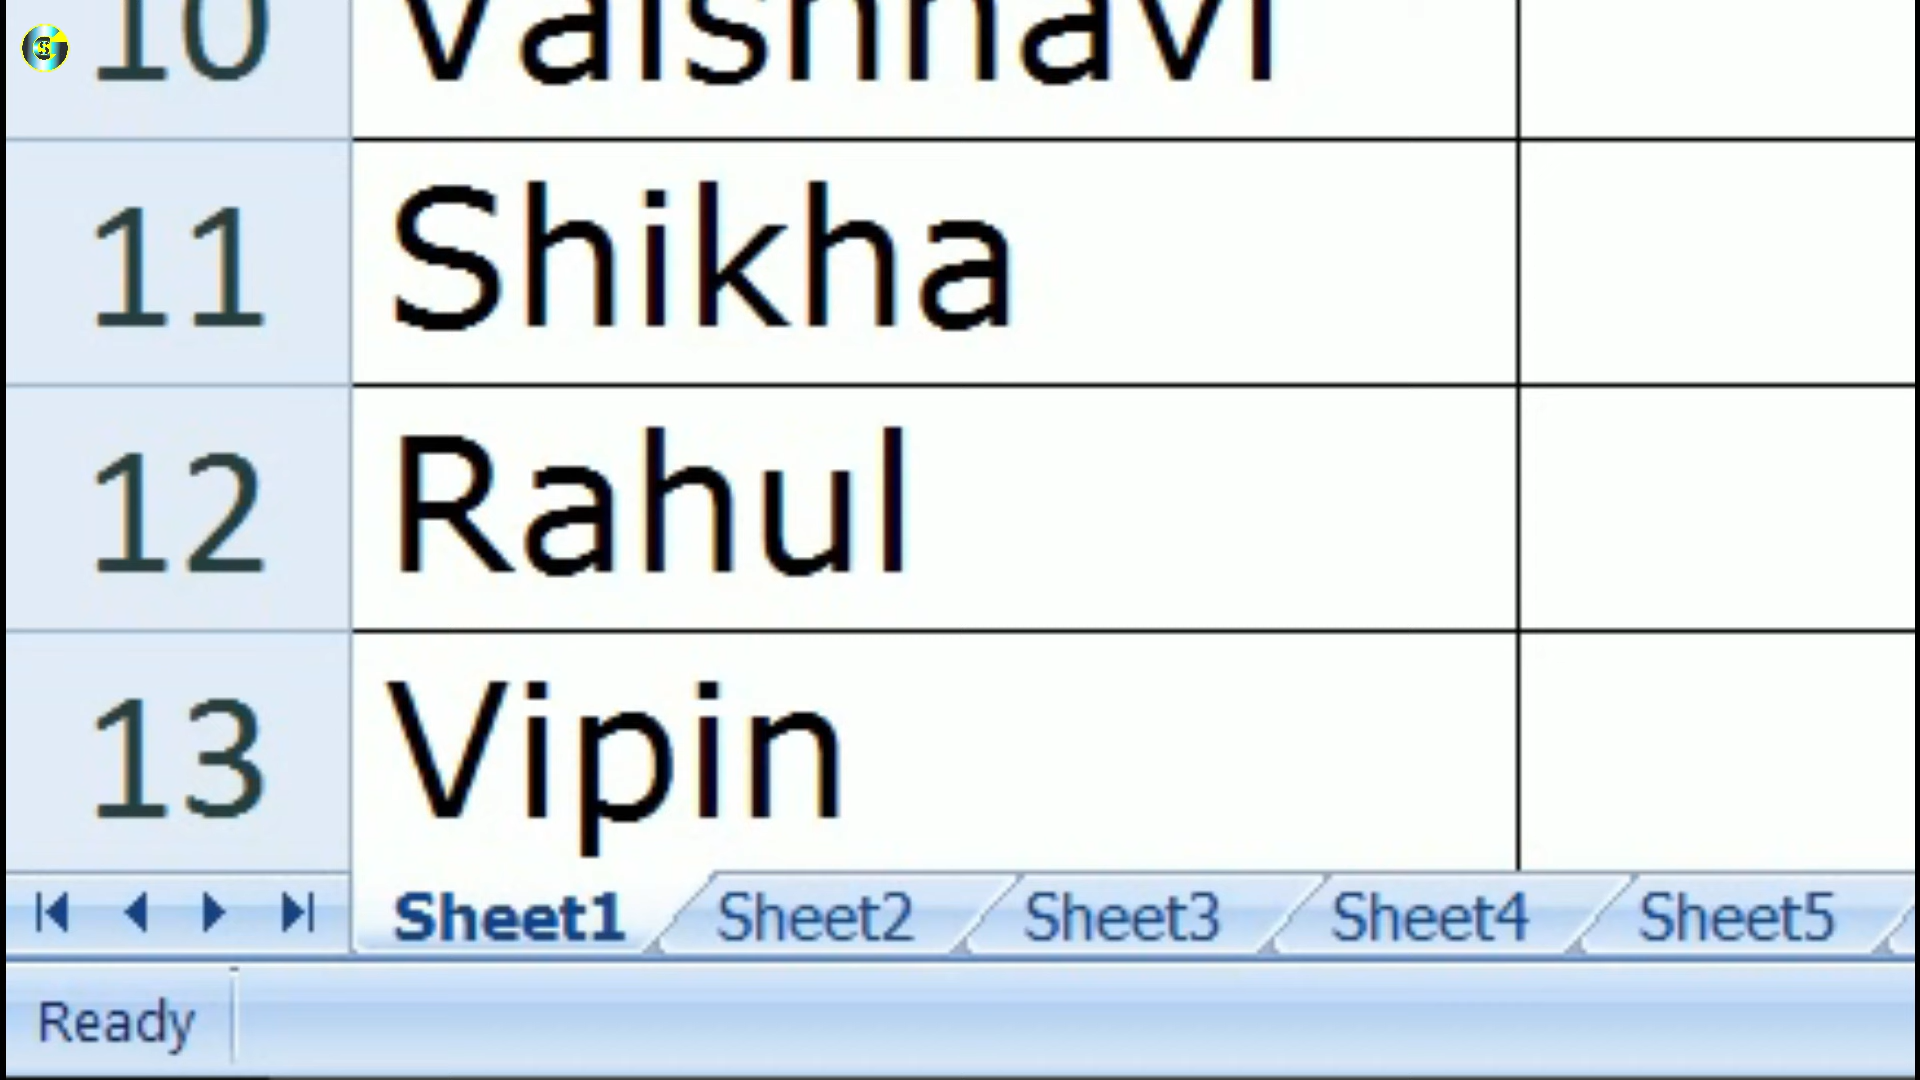 10 Vaishnavi
11 Shikha
12 Rahul
13 Vipin
Sheet1 Sheet2 Sheet3 Sheet4 Sheet5
Ready